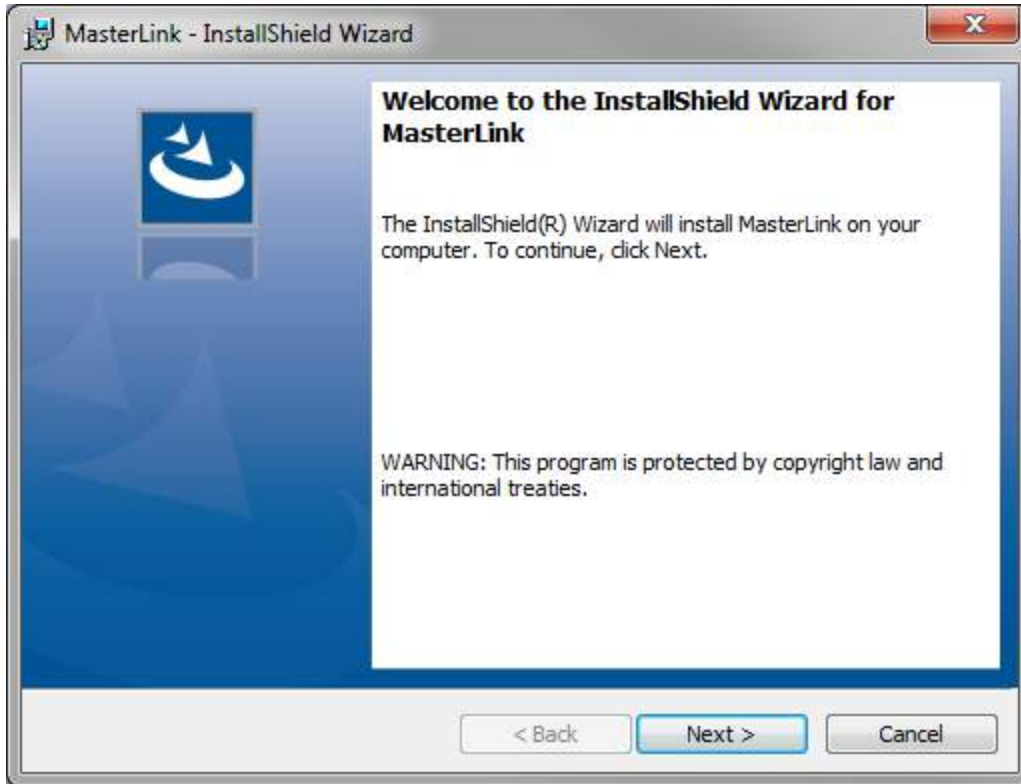 MasterLink - InstallShield Wizard
Welcome to the InstallShield Wizard for
MasterLink
The InstallShield(R) Wizard will install MasterLink on your
computer. To continue, click Next.
WARNING: This program is protected by copyright law and
international treaties.
< Back Next > Cancel